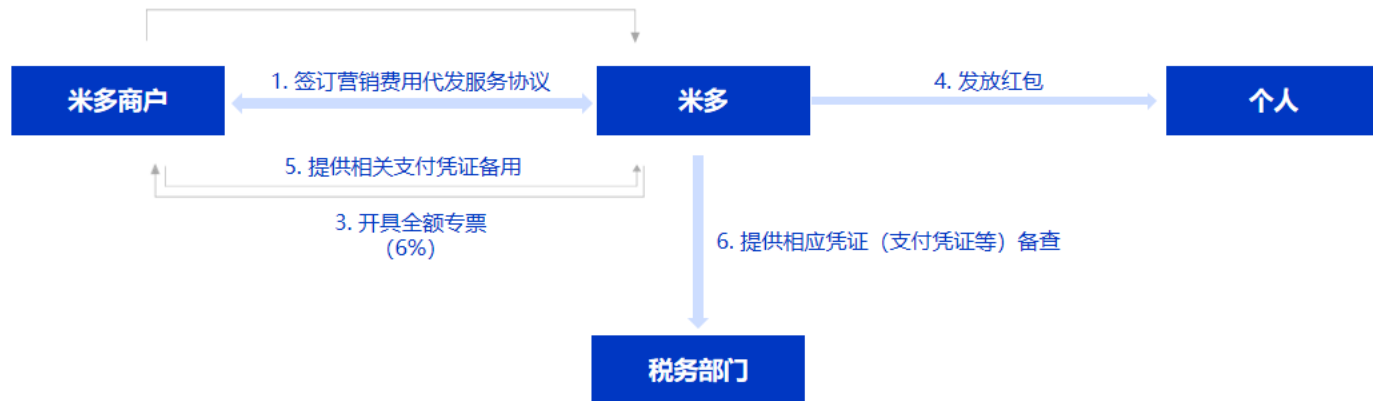 1. 签订营销费用代发服务协议
4. 发放红包
米多商户
米多
个人
5. 提供相关支付凭证备用
3. 开具全额专票
(6%)
6. 提供相应凭证（支付凭证等）备查
税务部门